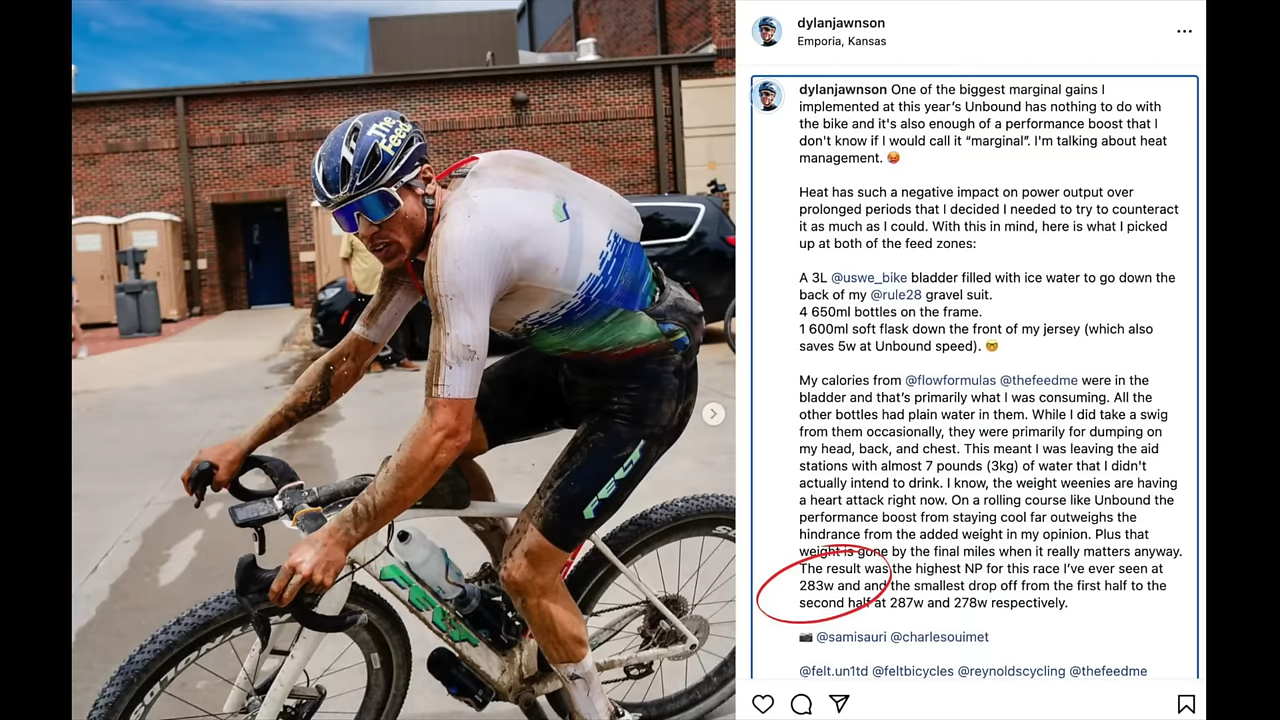 dylanjawnson
Emporia, Kansas
dylanjawnson One of the biggest marginal gains I
implemented at this year's Unbound has nothing to do with
the bike and it's also enough of a performance boost that I
don't know if I would call it “marginal”. I'm talking about heat
management. 🥵
Heat has such a negative impact on power output over
prolonged periods that I decided I needed to try to counteract
it as much as I could. With this in mind, here is what I picked
up at both of the feed zones:
A 3L @uswe_bike bladder filled with ice water to go down the
back of my @rule28 gravel suit.
4 650ml bottles on the frame.
1 600ml soft flask down the front of my jersey (which also
saves 5w at Unbound speed). 🤓
My calories from @flowformulas @thefeedme were in the
bladder and that's primarily what I was consuming. All the
other bottles had plain water in them. While I did take a swig
from them occasionally, they were primarily for dumping on
my head, back, and chest. This meant I was leaving the aid
stations with almost 7 pounds (3kg) of water that I didn't
actually intend to drink. I know, the weight weenies are having
a heart attack right now. On a rolling course like Unbound the
performance boost from staying cool far outweighs the
hindrance from the added weight in my opinion. Plus that
weight is gone by the final miles when it really matters anyway.
The result was the highest NP for this race I've ever seen at
283w and and the smallest drop off from the first half to the
second half at 287w and 278w respectively.
📷 @samisauri @charlesouimet
@felt.un1td @feltbicycles @reynoldscycling @thefeedme
The
Feed
FELT